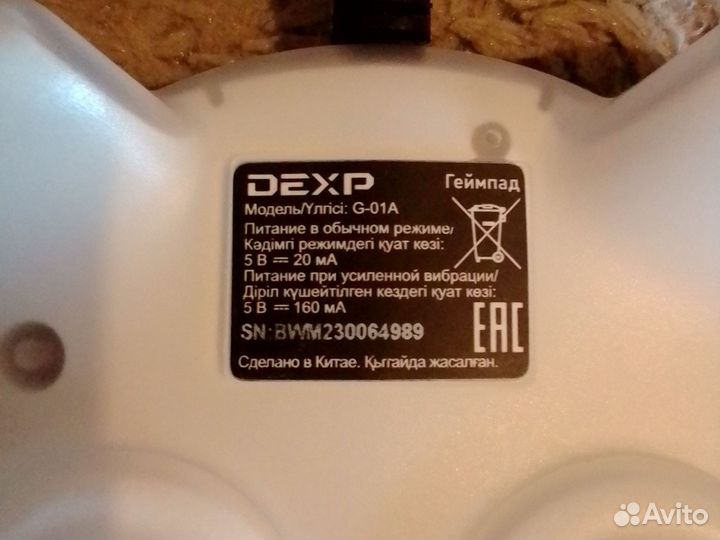 DEXP
Геймпад
Модель/Үлгісі: G-01A
Питание в обычном режиме/
Кәдімгі режимдегі қуат көзі:
5 В ⎓ 20 мА
Питание при усиленной вибрации/
Діріл күшейтілген кездегі қуат көзі:
5 В ⎓ 160 мА
SN:BWM230064989
EAC
Сделано в Китае. Қытайда жасалған.
Avito